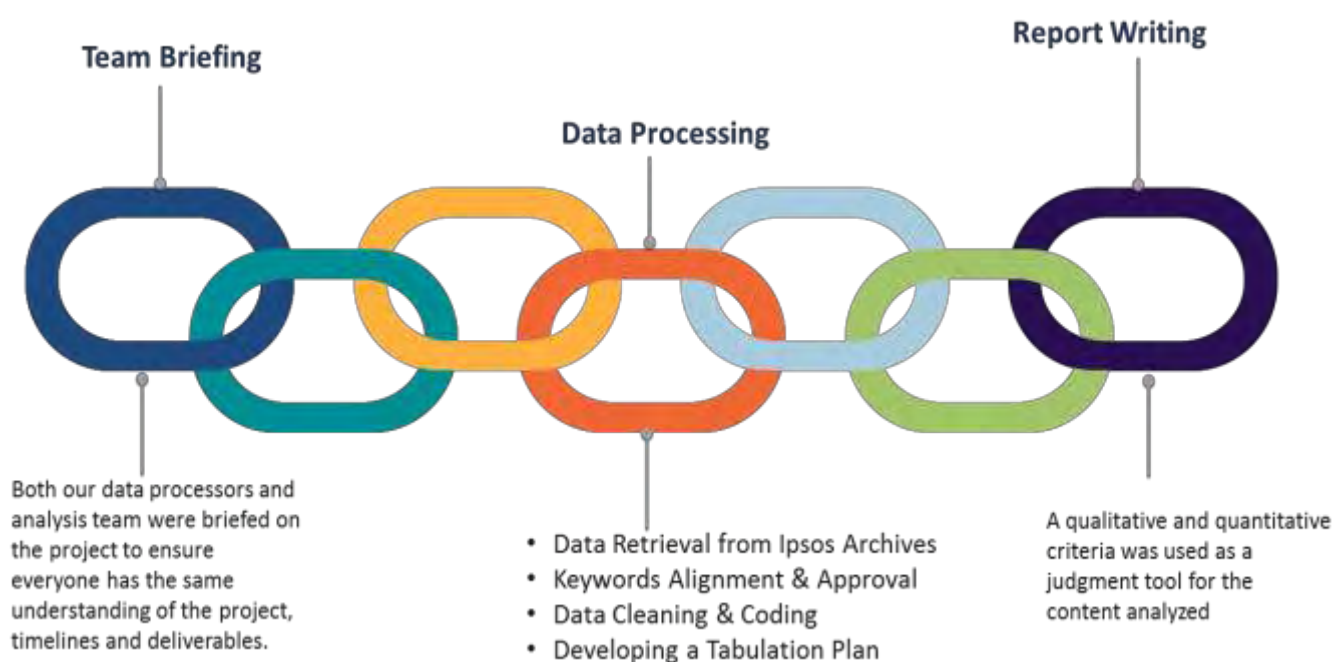 Team Briefing
Report Writing
Data Processing
Both our data processors and
analysis team were briefed on
the project to ensure
everyone has the same
understanding of the project,
timelines and deliverables.
• Data Retrieval from Ipsos Archives
• Keywords Alignment & Approval
• Data Cleaning & Coding
• Developing a Tabulation Plan
A qualitative and quantitative
criteria was used as a
judgment tool for the
content analyzed